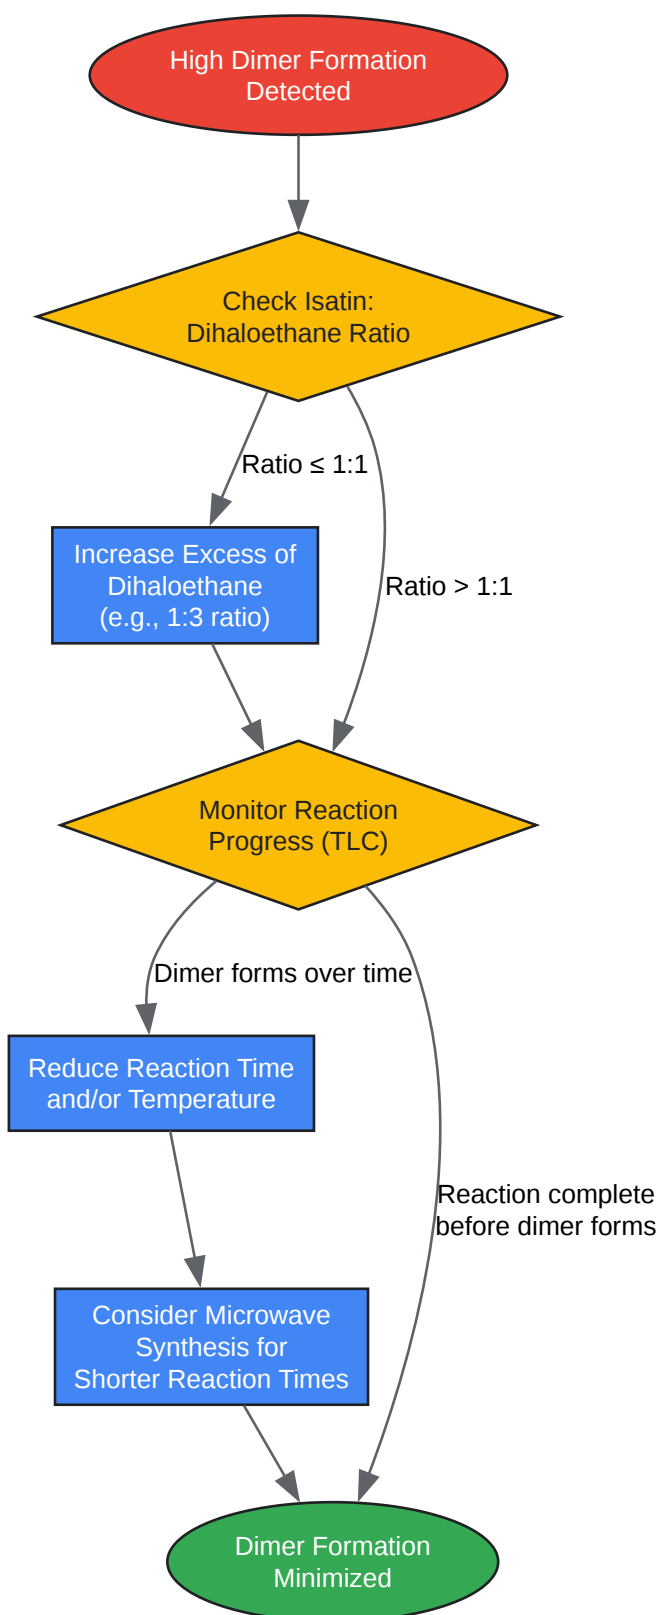 High Dimer Formation
Detected
Check Isatin:
Dihaloethane Ratio
Ratio ≤ 1:1
Increase Excess of
Dihaloethane
(e.g., 1:3 ratio)
Ratio > 1:1
Monitor Reaction
Progress (TLC)
Dimer forms over time
Reduce Reaction Time
and/or Temperature
Reaction complete
before dimer forms
Consider Microwave
Synthesis for
Shorter Reaction Times
Dimer Formation
Minimized